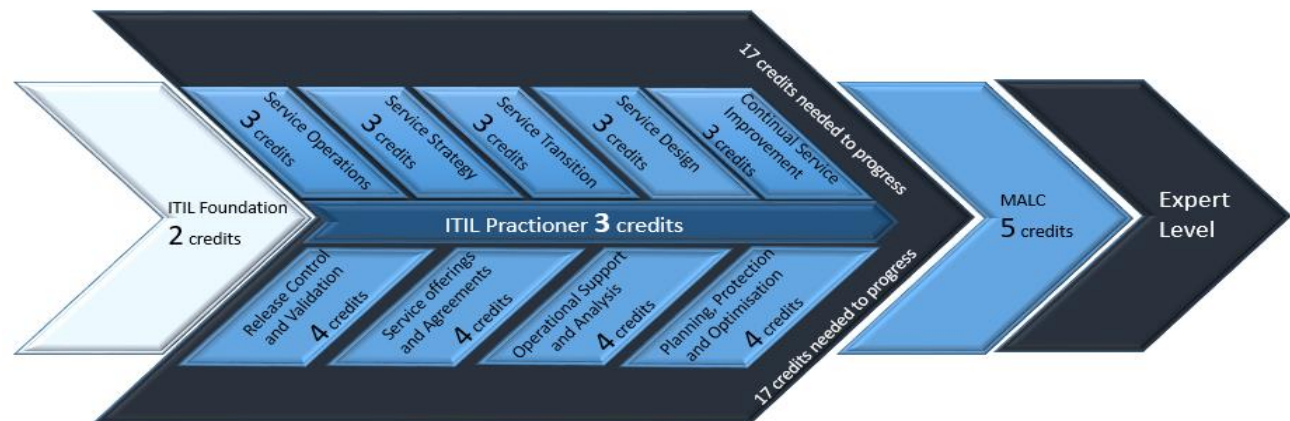 ITIL Foundation
2 credits
Service Operations
3 credits
Service Strategy
3 credits
Service Transition
3 credits
Service Design
3 credits
Continual Service
Improvement
3 credits
17 credits needed to progress
ITIL Practioner 3 credits
Release Control
and Validation
4 credits
Service offerings
and Agreements
4 credits
Operational Support
and Analysis
4 credits
Planning, Protection
and Optimisation
4 credits
17 credits needed to progress
MALC
5 credits
Expert
Level